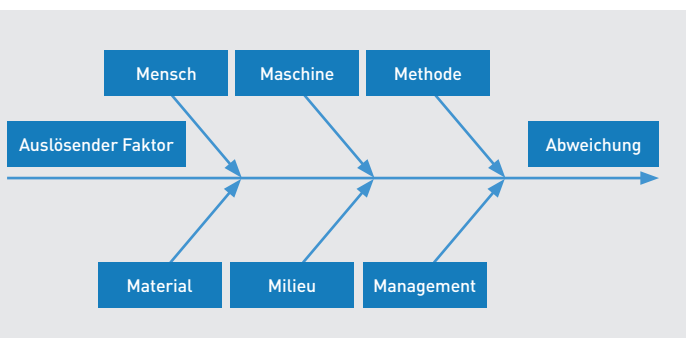 Mensch
Maschine
Methode
Auslösender Faktor
Abweichung
Material
Milieu
Management